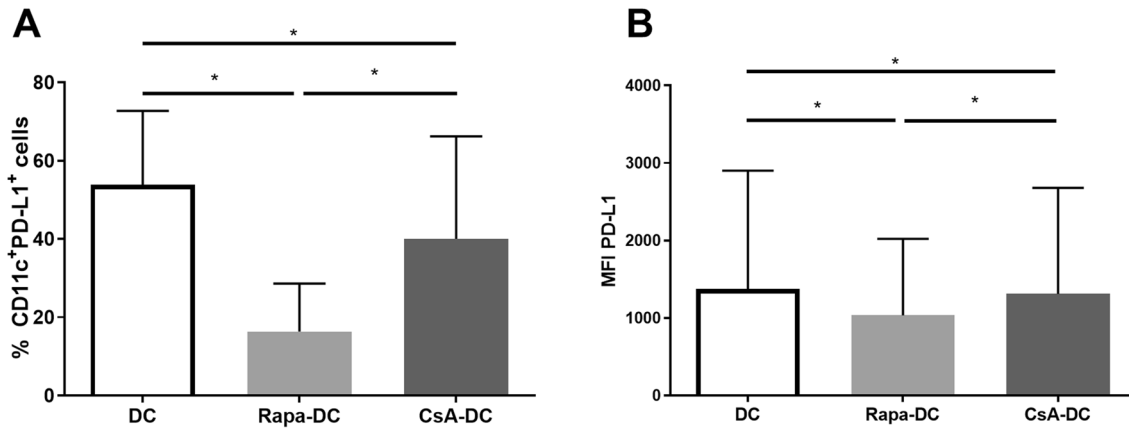 A
*
*
*
80
60
40
20
0
% CD11c⁺PD-L1⁺ cells
DC
Rapa-DC
CsA-DC
B
*
*
*
4000
3000
2000
1000
0
MFI PD-L1
DC
Rapa-DC
CsA-DC